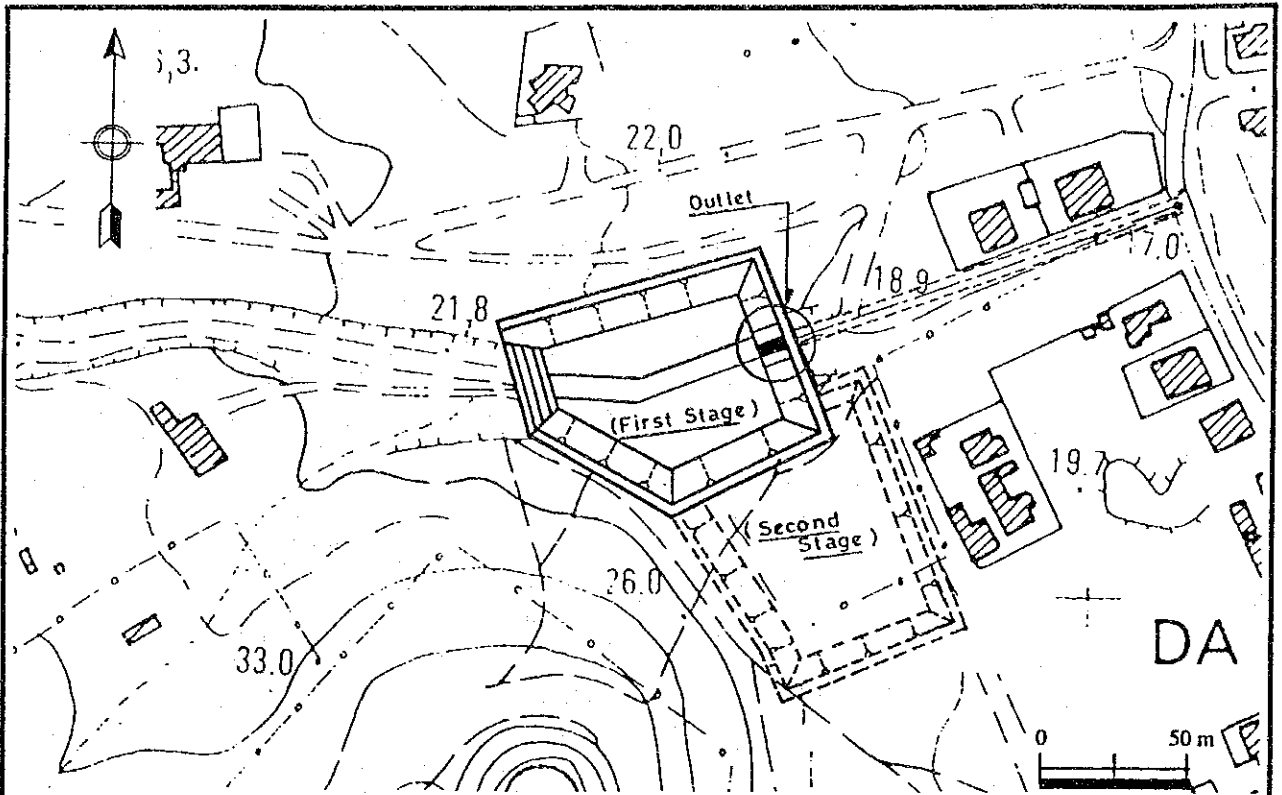 22,0
Outlet
21,8
18.9
17.0
(First Stage)
19.7
(Second
Stage)
26.0
33.0
DA
0 50 m